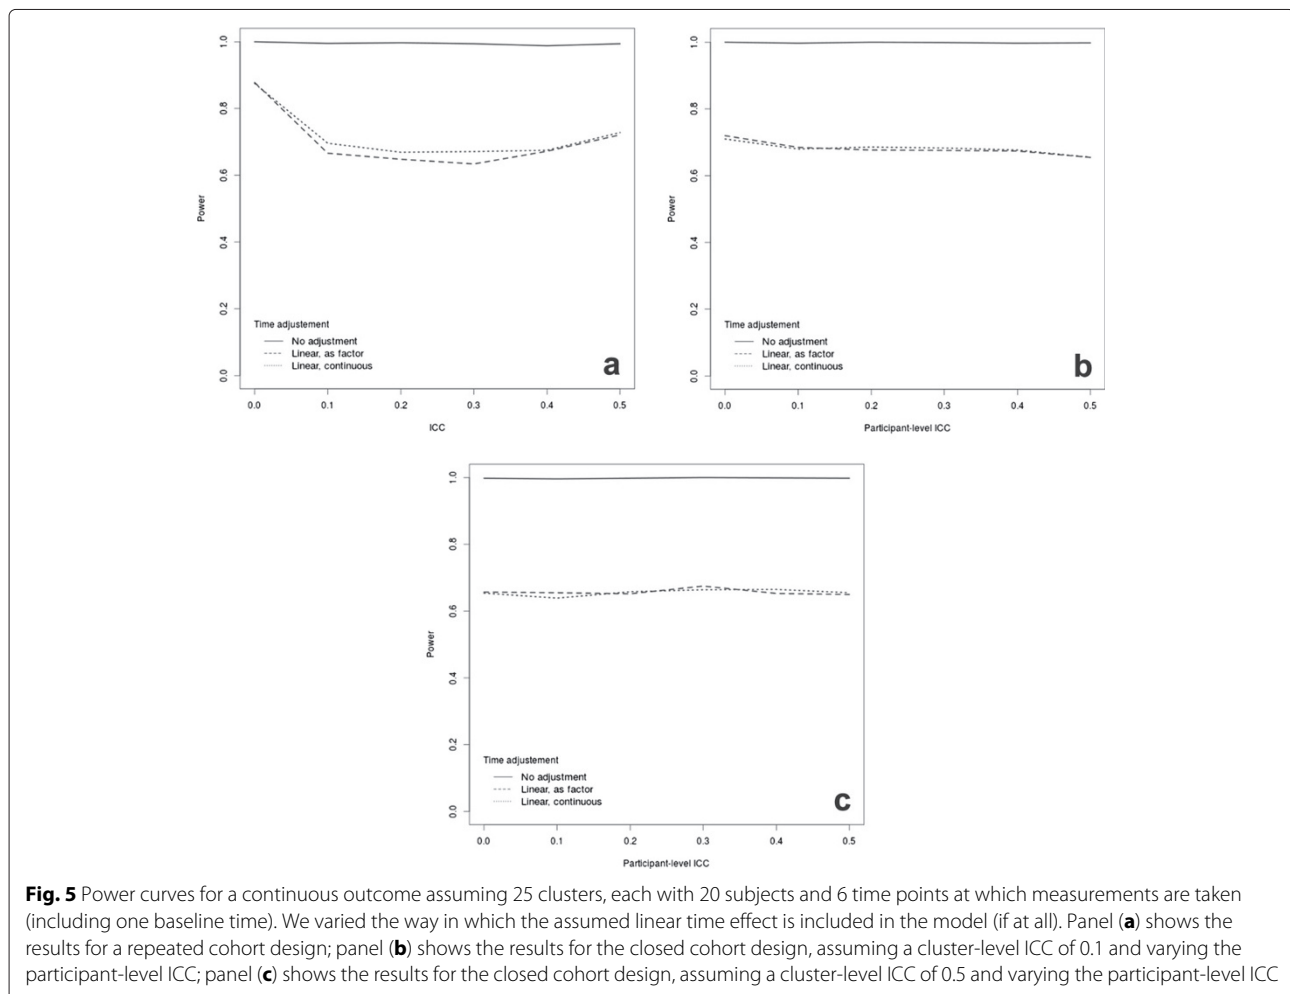 1.0
0.8
0.6
0.4
0.2
0.0
Power
Time adjustement
No adjustment
Linear, as factor
Linear, continuous
a
0.0 0.1 0.2 0.3 0.4 0.5
ICC
1.0
0.8
0.6
0.4
0.2
0.0
Power
Time adjustement
No adjustment
Linear, as factor
Linear, continuous
b
0.0 0.1 0.2 0.3 0.4 0.5
Participant-level ICC
1.0
0.8
0.6
0.4
0.2
0.0
Power
Time adjustement
No adjustment
Linear, as factor
Linear, continuous
c
0.0 0.1 0.2 0.3 0.4 0.5
Participant-level ICC
Fig. 5 Power curves for a continuous outcome assuming 25 clusters, each with 20 subjects and 6 time points at which measurements are taken
(including one baseline time). We varied the way in which the assumed linear time effect is included in the model (if at all). Panel (a) shows the
results for a repeated cohort design; panel (b) shows the results for the closed cohort design, assuming a cluster-level ICC of 0.1 and varying the
participant-level ICC; panel (c) shows the results for the closed cohort design, assuming a cluster-level ICC of 0.5 and varying the participant-level ICC